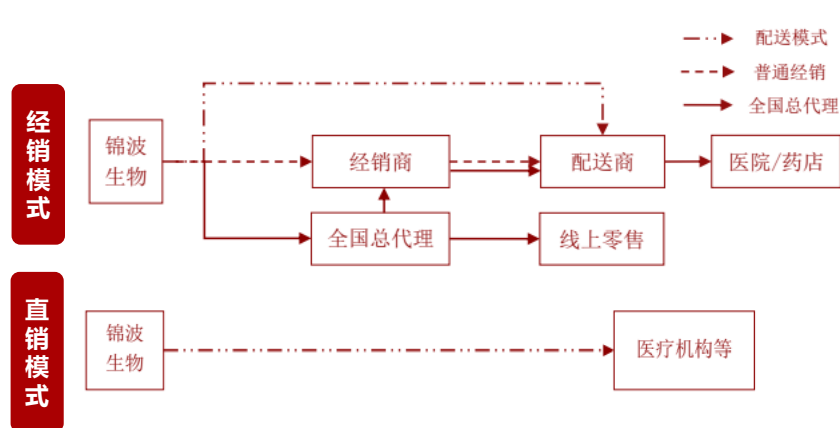 配送模式
普通经销
全国总代理
经销模式
锦波
生物
经销商
配送商
医院/药店
全国总代理
线上零售
直销模式
锦波
生物
医疗机构等